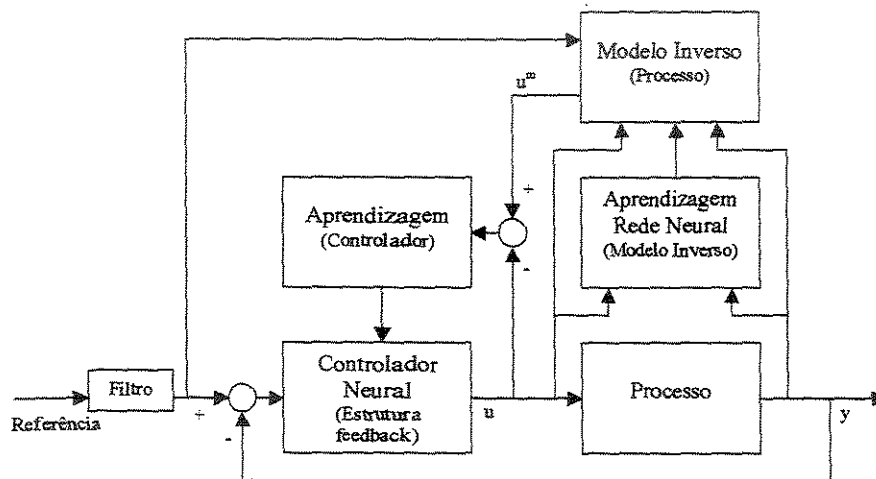 Modelo Inverso
(Processo)
u^m
+
Aprendizagem
(Controlador)
Aprendizagem
Rede Neural
(Modelo Inverso)
-
Controlador
Neural
(Estrutura
feedback)
Processo
Filtro
Referência
+
-
u
y